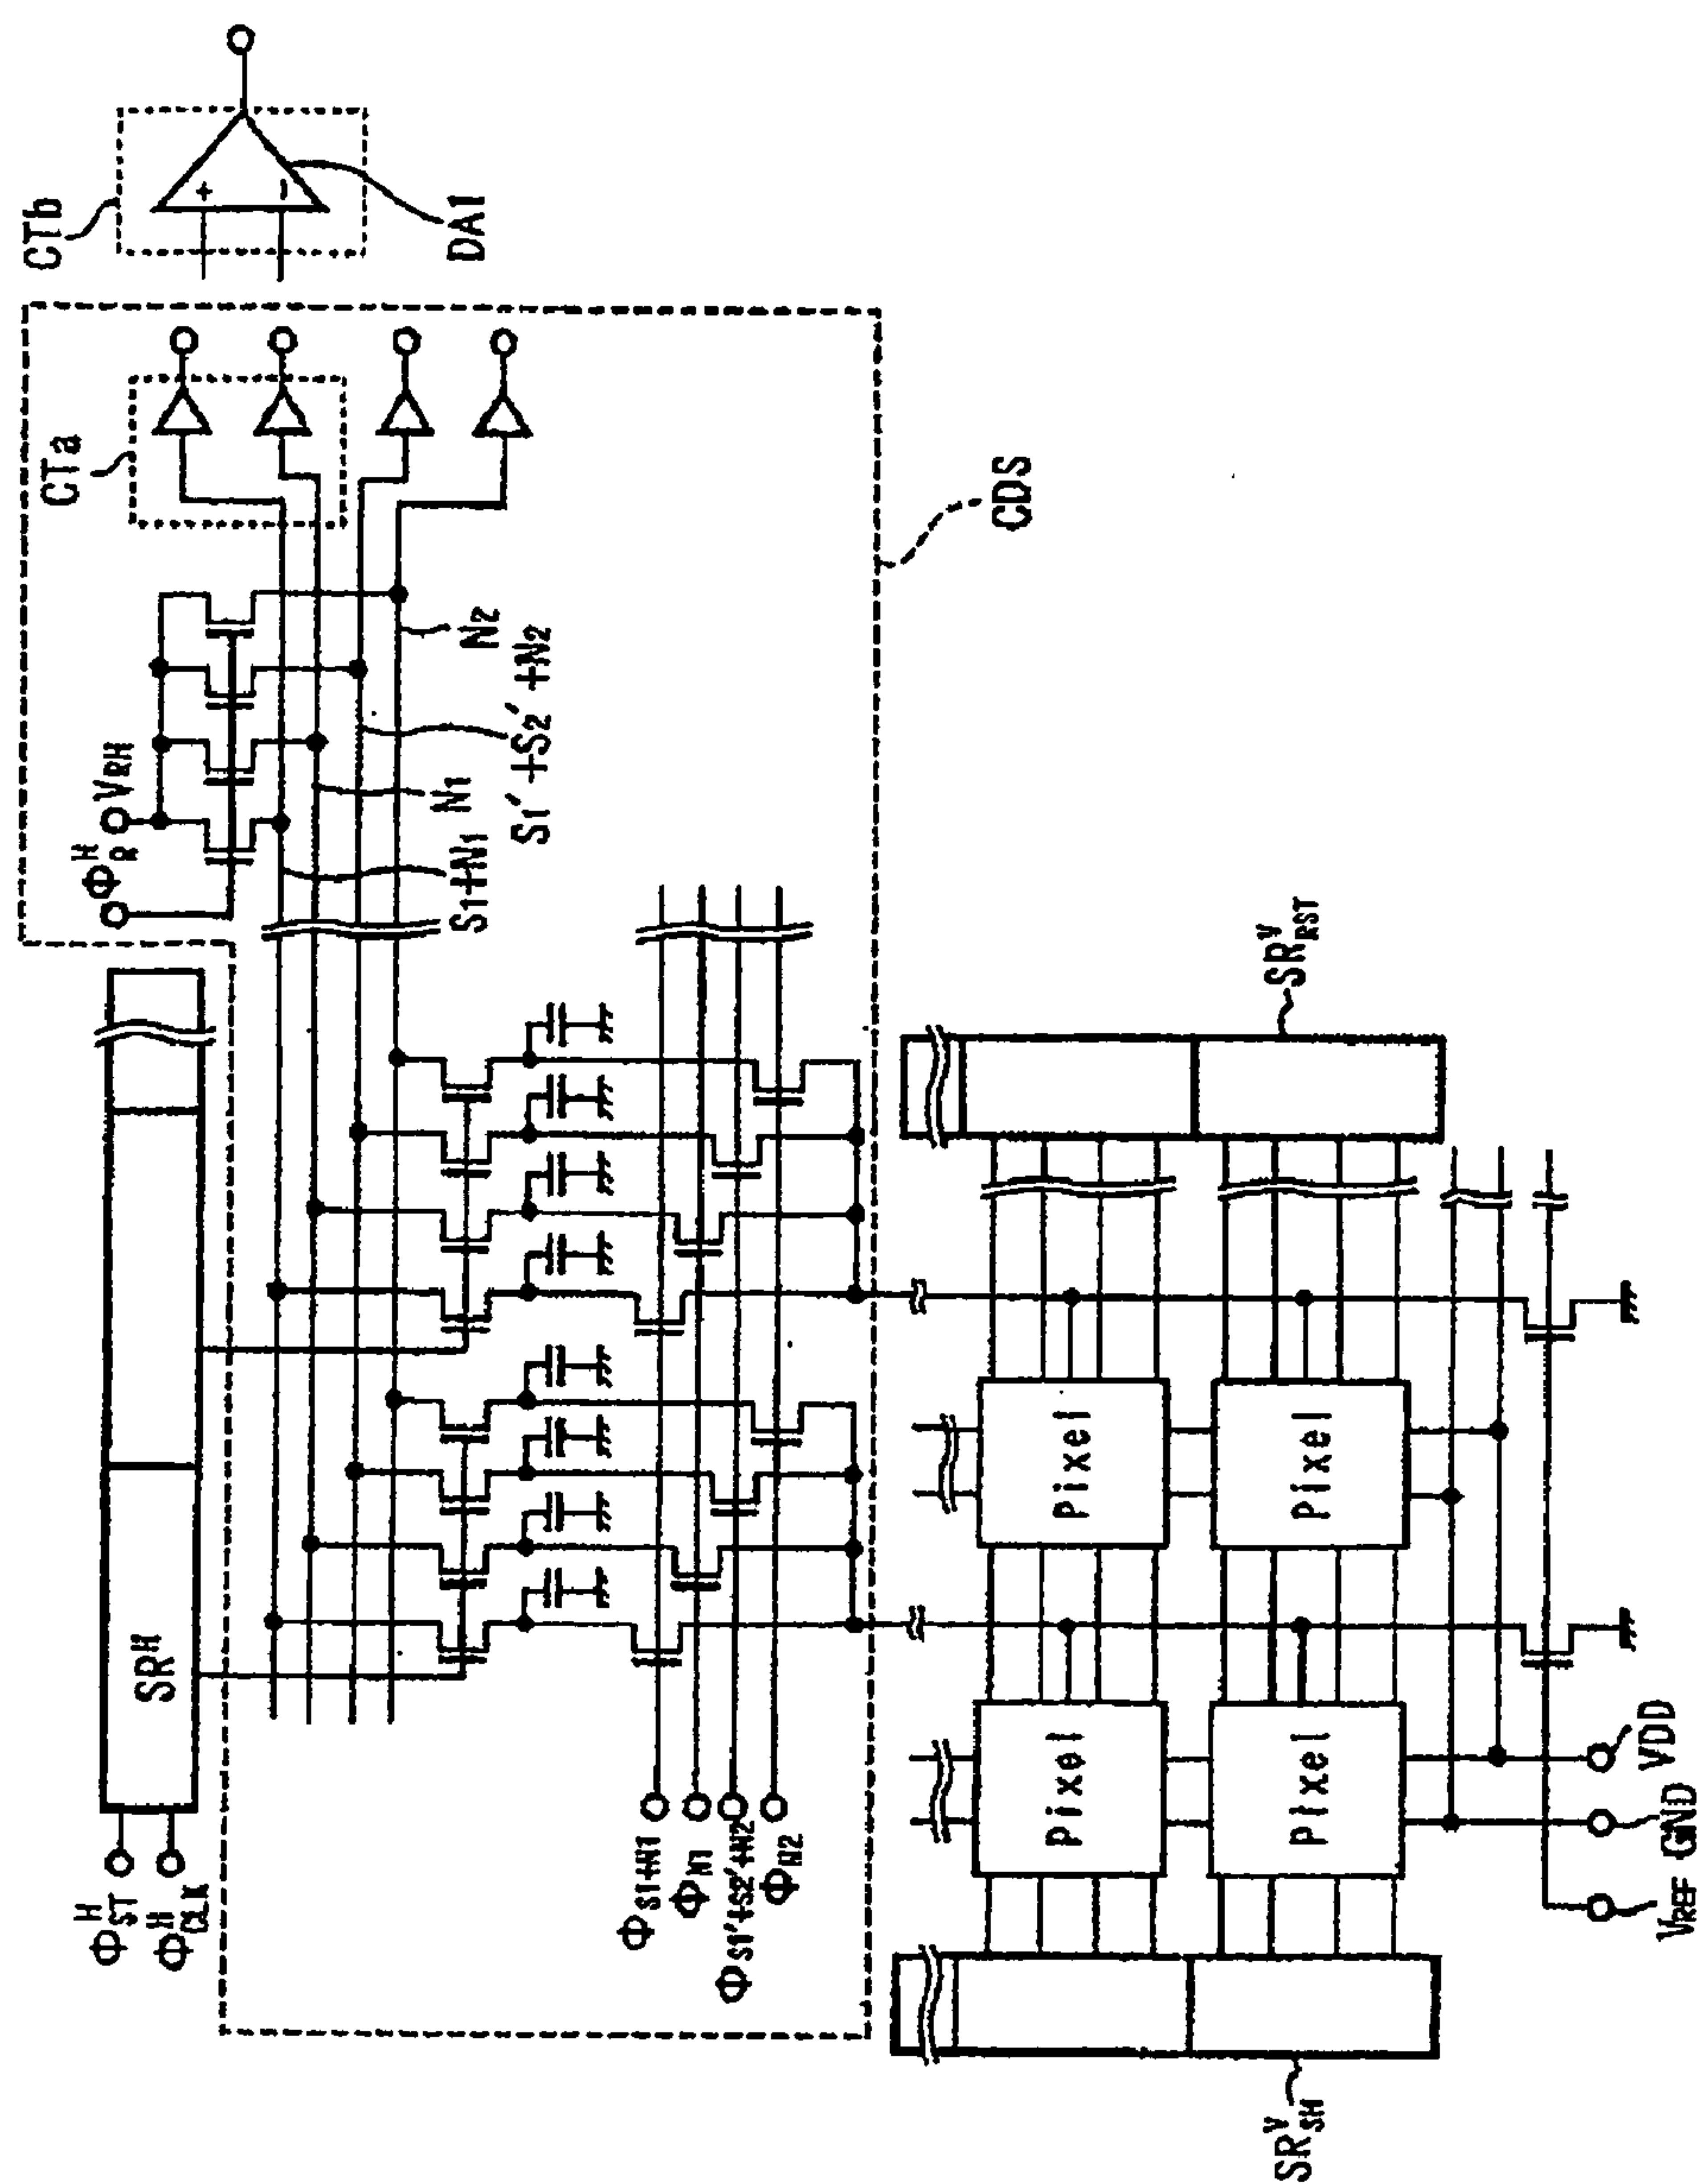 CTb
DA1
CTa
CDS
Φ^H_R
V_RH
S1+N1
N1
S1'+S2'+N2
N2
SR^H
Φ^H_ST
Φ^H_CLK
Φ_S1+N1
Φ_N1
Φ_S1'+S2'+N2
Φ_N2
SR^V_RST
Pixel
Pixel
Pixel
Pixel
SR^V_SH
V_REF
GND
VDD
+
−